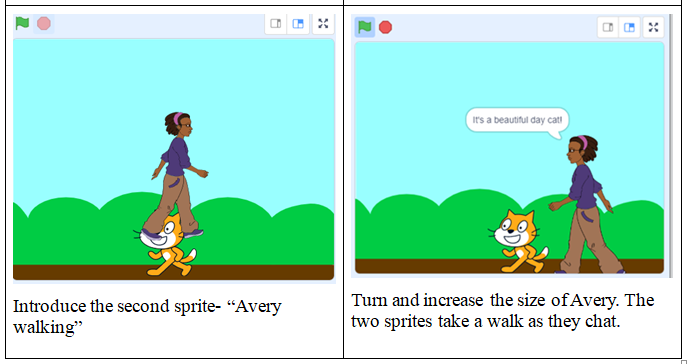 It's a beautiful day cat!
Introduce the second sprite- “Avery
walking”
Turn and increase the size of Avery. The
two sprites take a walk as they chat.